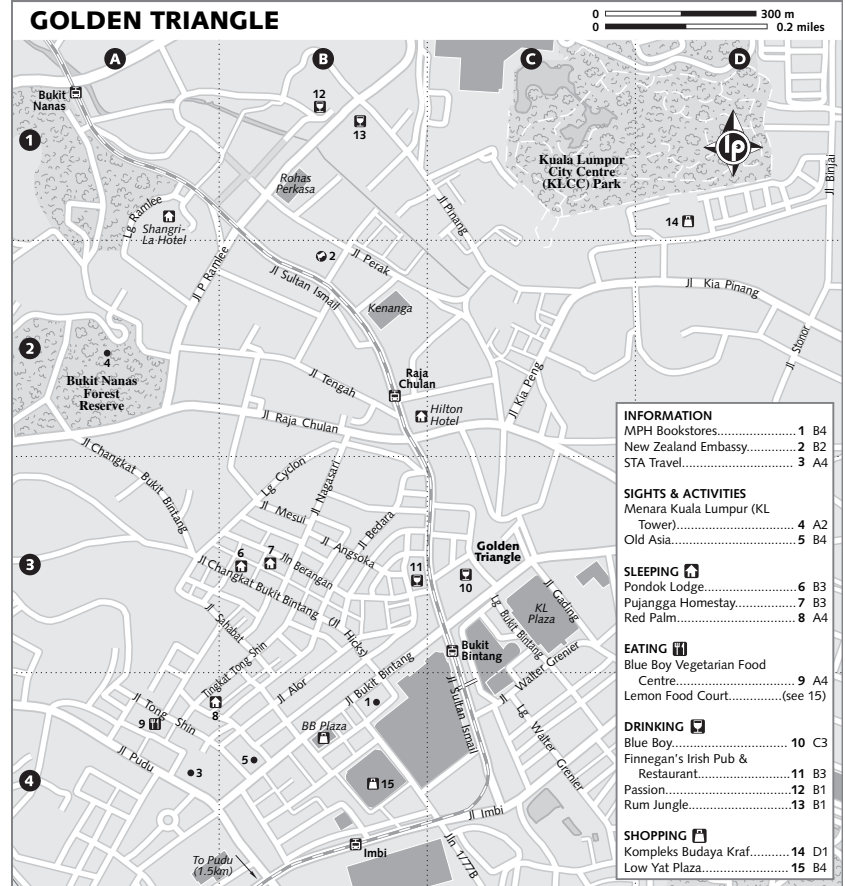 GOLDEN TRIANGLE
0 300 m
0 0.2 miles
A
B
C
D
1
2
3
4
Bukit
Nanas
12
13
Rohas
Perkasa
Kuala Lumpur
City Centre
(KLCC) Park
lp
Jl Binjai
Lg Ramlee
Shangri-
La Hotel
Jl Pinang
14
Jl P Ramlee
2
Jl Perak
Jl Sultan Ismail
Jl Kia Pinang
Kenanga
Jl Stonor
4
Bukit Nanas
Forest
Reserve
Raja
Chulan
Jl Tengah
Hilton
Hotel
Jl Kia Peng
Jl Raja Chulan
Jl Changkat Bukit Bintang
Lg Cyclon
Jl Nagasari
Jl Mesui
Jl Bedara
Jl Angsoka
Golden
Triangle
6
7
Jln Berangan
11
10
Jl Changkat Bukit Bintang (Jl Hicks)
Jl Gading
KL
Plaza
Lg Bukit Bintang
Jl Sahabat
Bukit
Bintang
Jl Walter Grenier
Tingkat Tong Shin
Jl Alor
Jl Bukit Bintang
Jl Sultan Ismail
Lg Walter Grenier
Jl Tong Shin
9
8
1
BB Plaza
Jl Pudu
3
5
15
Jl Imbi
Imbi
Jln 1/77B
To Pudu
(1.5km)
INFORMATION
MPH Bookstores 1 B4
New Zealand Embassy 2 B2
STA Travel 3 A4
SIGHTS & ACTIVITIES
Menara Kuala Lumpur (KL
Tower) 4 A2
Old Asia 5 B4
SLEEPING
Pondok Lodge 6 B3
Pujangga Homestay 7 B3
Red Palm 8 A4
EATING
Blue Boy Vegetarian Food
Centre 9 A4
Lemon Food Court (see 15)
DRINKING
Blue Boy 10 C3
Finnegan's Irish Pub &
Restaurant 11 B3
Passion 12 B1
Rum Jungle 13 B1
SHOPPING
Kompleks Budaya Kraf 14 D1
Low Yat Plaza 15 B4